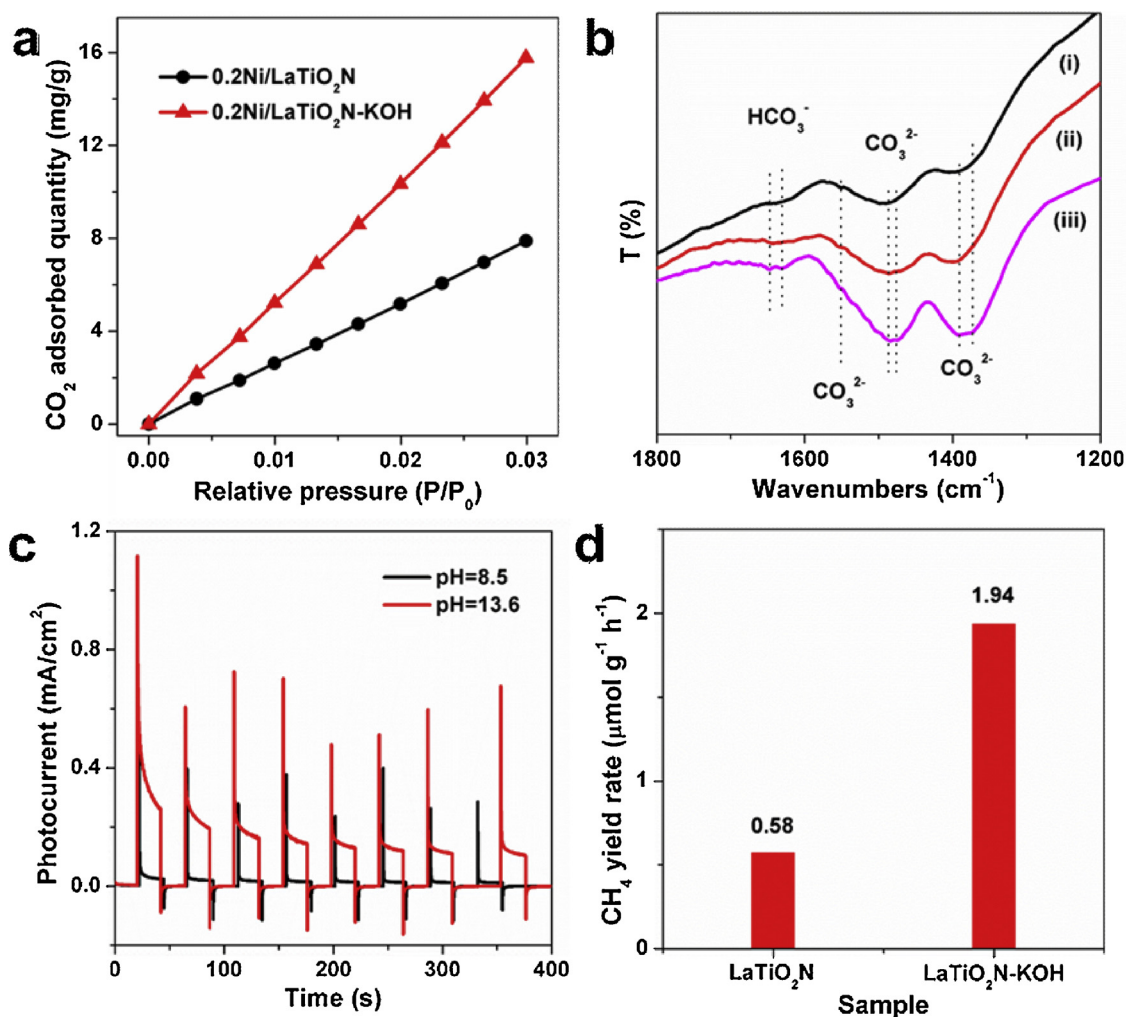 a
16
12
8
4
0
CO₂ adsorbed quantity (mg/g)
0.2Ni/LaTiO₂N
0.2Ni/LaTiO₂N-KOH
0.00 0.01 0.02 0.03
Relative pressure (P/P₀)
b
T (%)
HCO₃⁻
CO₃²⁻
(i)
(ii)
(iii)
CO₃²⁻
CO₃²⁻
1800 1600 1400 1200
Wavenumbers (cm⁻¹)
c
1.2
0.8
0.4
0.0
Photocurrent (mA/cm²)
pH=8.5
pH=13.6
0 100 200 300 400
Time (s)
d
2
1
0
CH₄ yield rate (μmol g⁻¹ h⁻¹)
1.94
0.58
LaTiO₂N LaTiO₂N-KOH
Sample